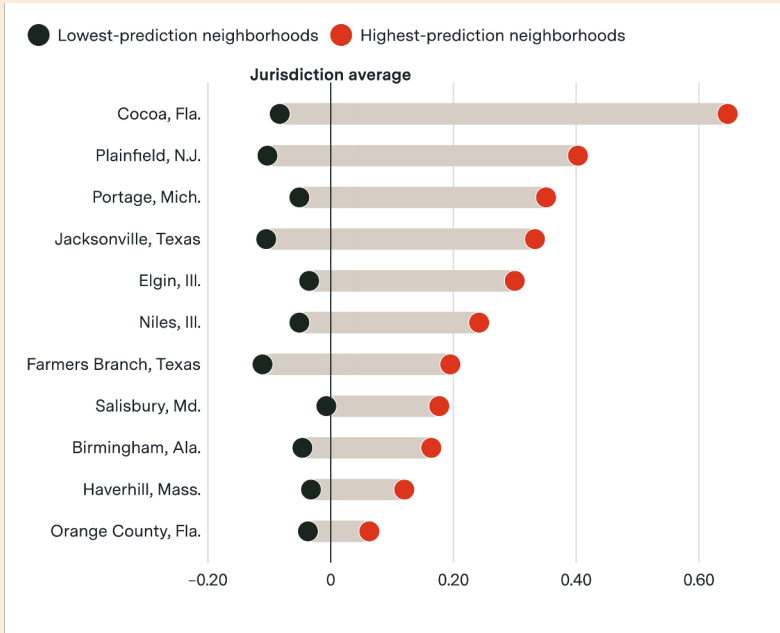 Lowest-prediction neighborhoods Highest-prediction neighborhoods
Jurisdiction average
Cocoa, Fla.
Plainfield, N.J.
Portage, Mich.
Jacksonville, Texas
Elgin, Ill.
Niles, Ill.
Farmers Branch, Texas
Salisbury, Md.
Birmingham, Ala.
Haverhill, Mass.
Orange County, Fla.
−0.20 0 0.20 0.40 0.60